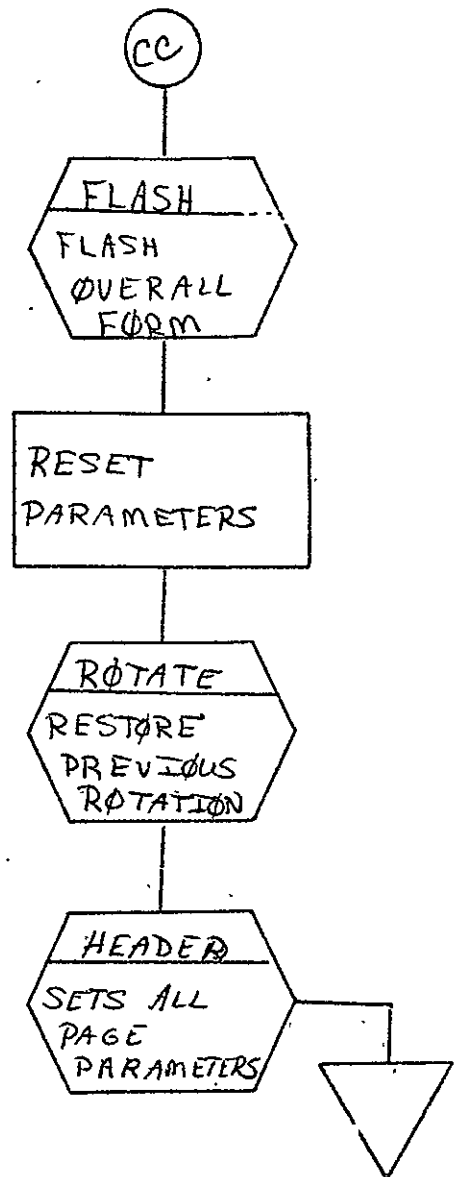 CC
FLASH
FLASH
ØVERALL
FØRM
RESET
PARAMETERS
RØTATE
RESTØRE
PREVIØUS
RØTATIØN
HEADER
SETS ALL
PAGE
PARAMETERS